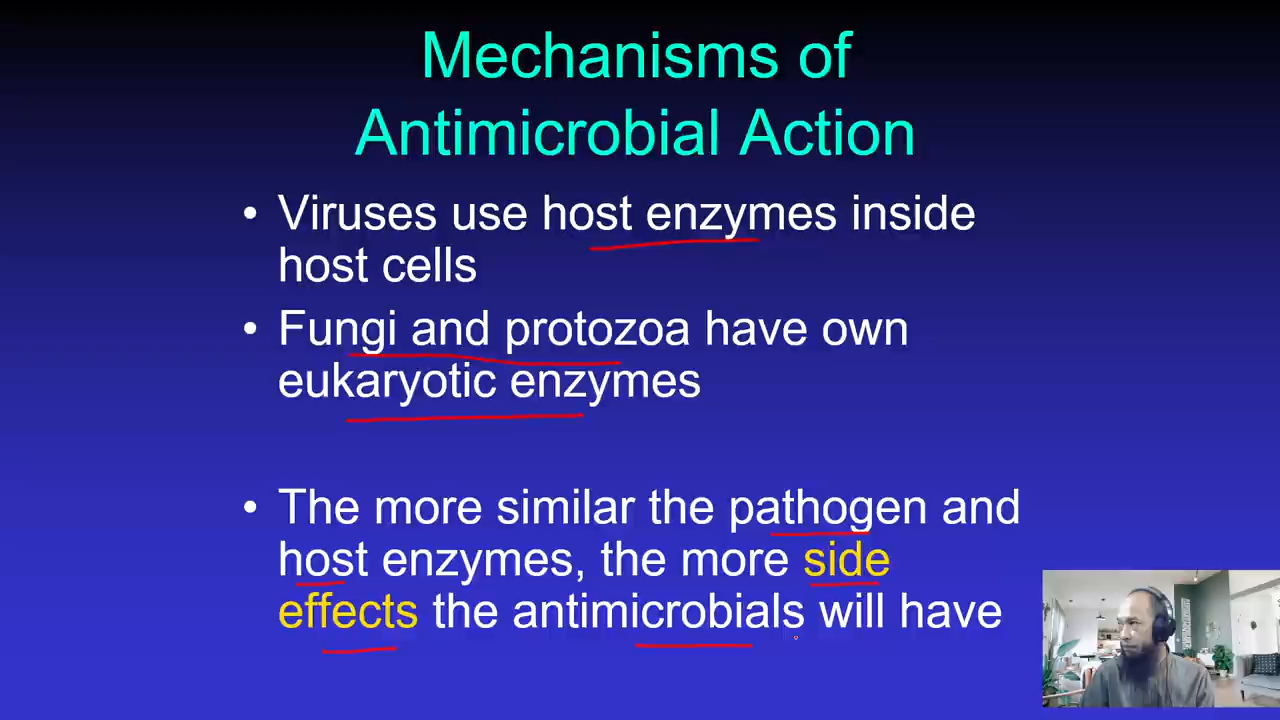 Mechanisms of
Antimicrobial Action
• Viruses use host enzymes inside
host cells
• Fungi and protozoa have own
eukaryotic enzymes
• The more similar the pathogen and
host enzymes, the more side
effects the antimicrobials will have